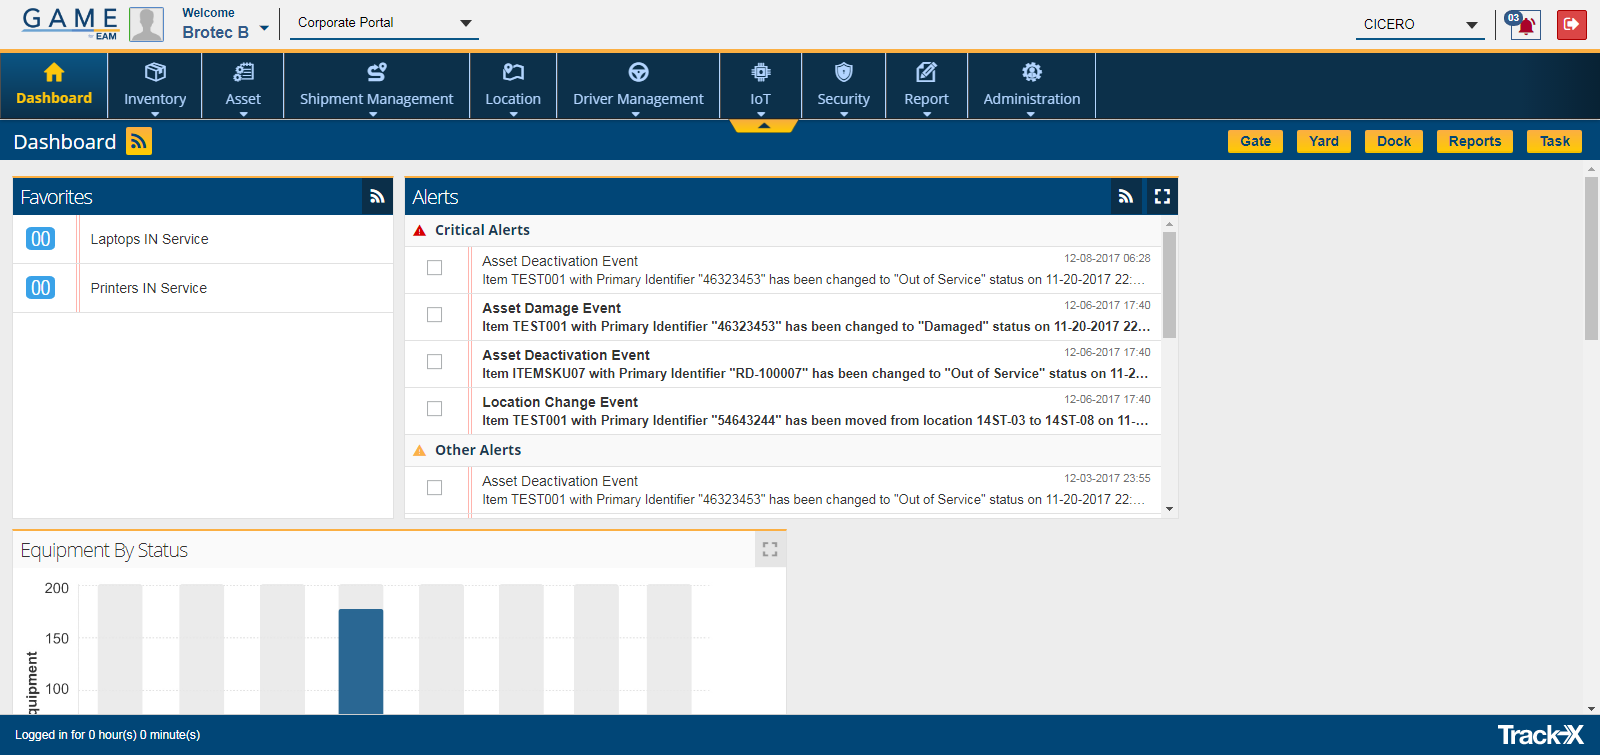 GAME
EAM
Welcome
Brotec B
Corporate Portal
CICERO
03
Dashboard
Inventory
Asset
Shipment Management
Location
Driver Management
IoT
Security
Report
Administration
Dashboard
Gate
Yard
Dock
Reports
Task
Favorites
00 Laptops IN Service
00 Printers IN Service
Alerts
Critical Alerts
Asset Deactivation Event 12-08-2017 06:28
Item TEST001 with Primary Identifier "46323453" has been changed to "Out of Service" status on 11-20-2017 22:...
Asset Damage Event 12-06-2017 17:40
Item TEST001 with Primary Identifier "46323453" has been changed to "Damaged" status on 11-20-2017 22...
Asset Deactivation Event 12-06-2017 17:40
Item ITEMSKU07 with Primary Identifier "RD-100007" has been changed to "Out of Service" status on 11-2...
Location Change Event 12-06-2017 17:40
Item TEST001 with Primary Identifier "54643244" has been moved from location 14ST-03 to 14ST-08 on 11-...
Other Alerts
Asset Deactivation Event 12-03-2017 23:55
Item TEST001 with Primary Identifier "46323453" has been changed to "Out of Service" status on 11-20-2017 22:...
Equipment By Status
200
150
100
quipment
Logged in for 0 hour(s) 0 minute(s)
Track-X